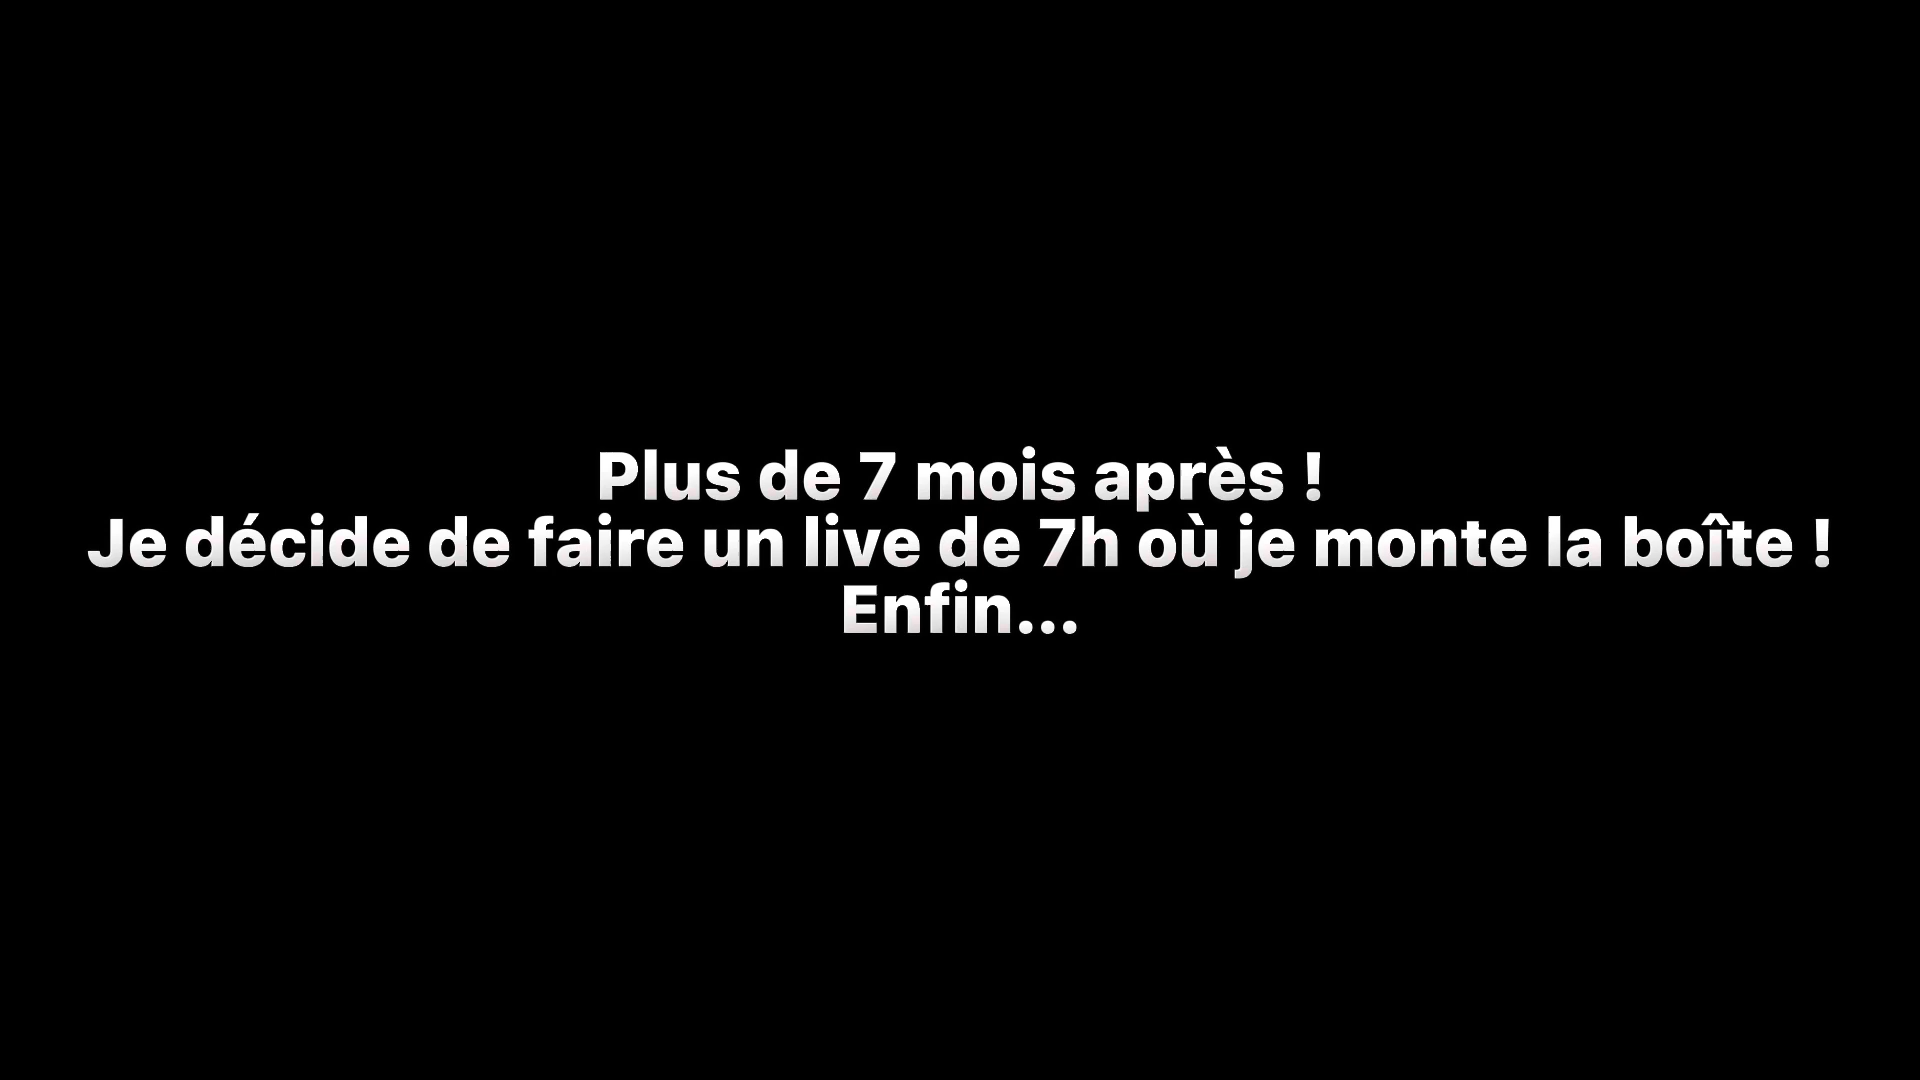 Plus de 7 mois après !
Je décide de faire un live de 7h où je monte la boîte !
Enfin...